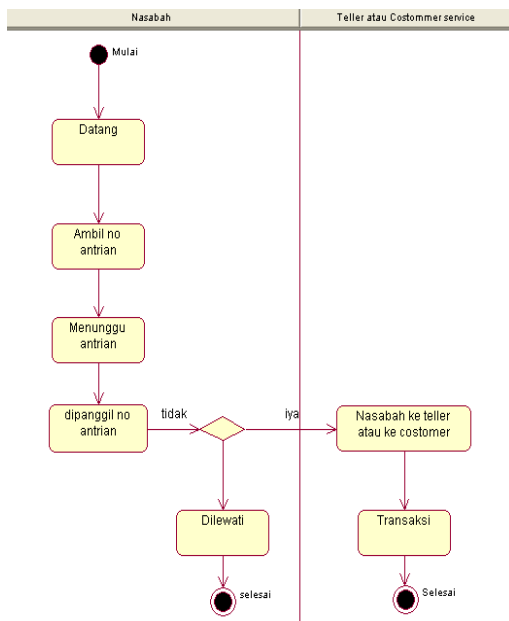 Nasabah
Teller atau Costommer service
Mulai
Datang
Ambil no
antrian
Menunggu
antrian
dipanggil no
antrian
tidak
iya
Nasabah ke teller
atau ke costomer
Dilewati
Transaksi
selesai
Selesai